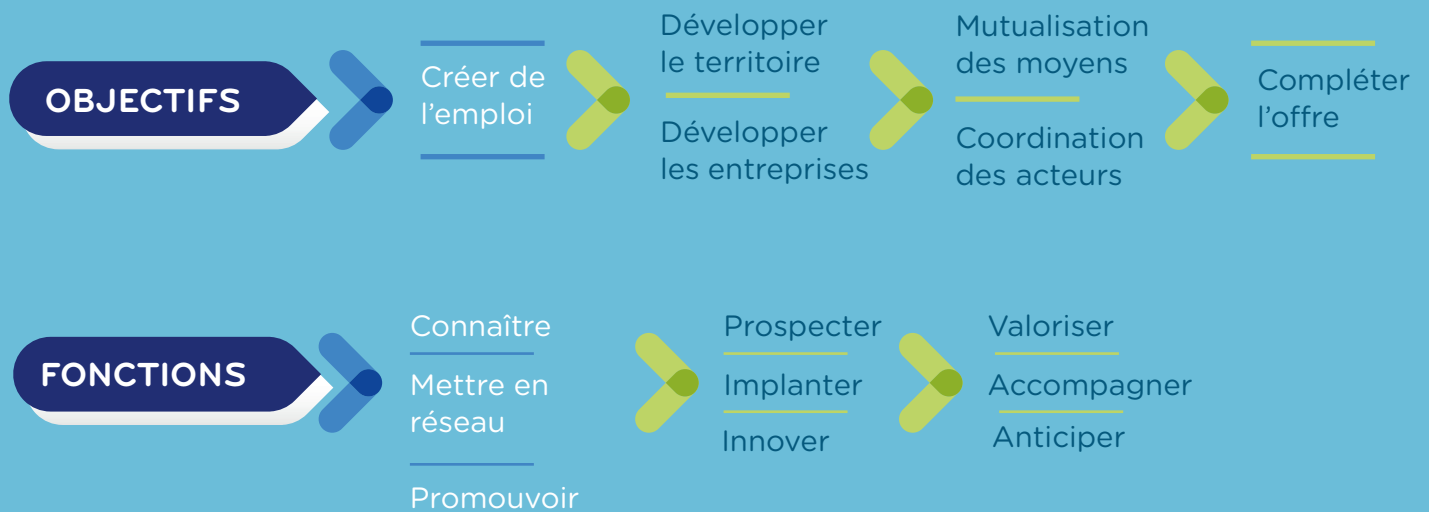 OBJECTIFS
Créer de
l'emploi
Développer
le territoire
Développer
les entreprises
Mutualisation
des moyens
Coordination
des acteurs
Compléter
l'offre
FONCTIONS
Connaître
Mettre en
réseau
Promouvoir
Prospecter
Implanter
Innover
Valoriser
Accompagner
Anticiper